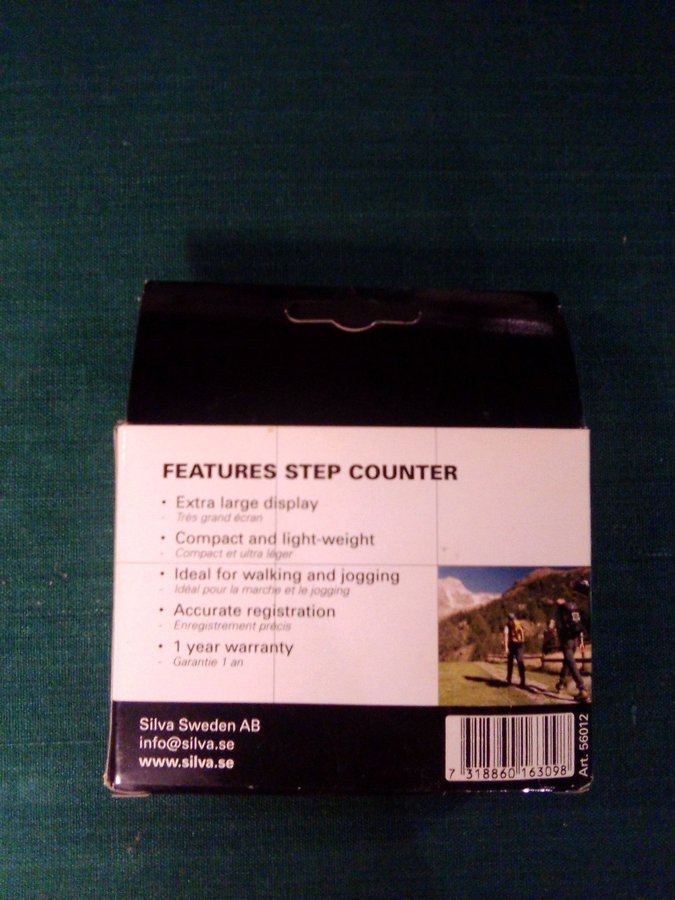 FEATURES STEP COUNTER
• Extra large display
- Très grand écran
• Compact and light-weight
- Compact et ultra léger
• Ideal for walking and jogging
- Idéal pour la marche et le jogging
• Accurate registration
- Enregistrement précis
• 1 year warranty
- Garantie 1 an
Silva Sweden AB
info@silva.se
www.silva.se
7 318860 163098
Art. 56012